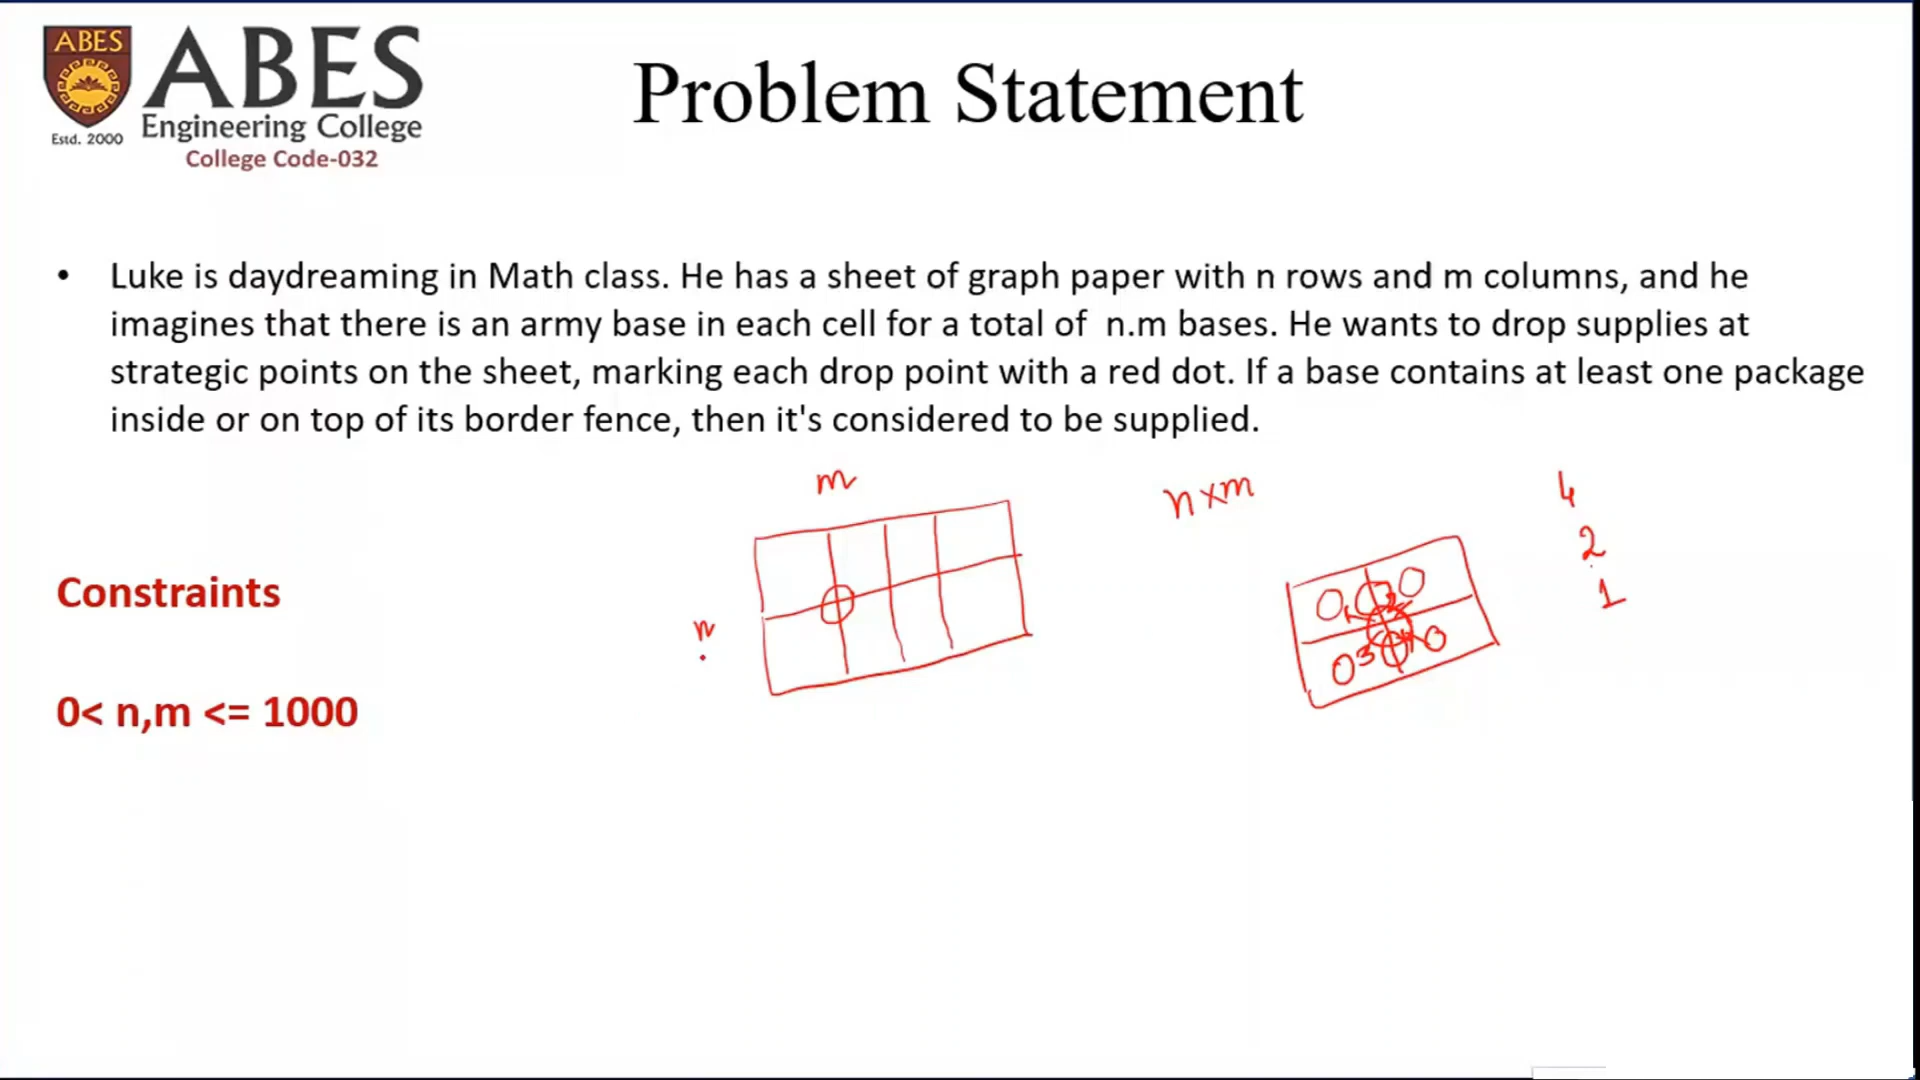 ABES
Estd. 2000
ABES
Engineering College
College Code-032
Problem Statement
• Luke is daydreaming in Math class. He has a sheet of graph paper with n rows and m columns, and he
imagines that there is an army base in each cell for a total of n.m bases. He wants to drop supplies at
strategic points on the sheet, marking each drop point with a red dot. If a base contains at least one package
inside or on top of its border fence, then it's considered to be supplied.
m
n×m
4
2
1
n
Constraints
0< n,m <= 1000